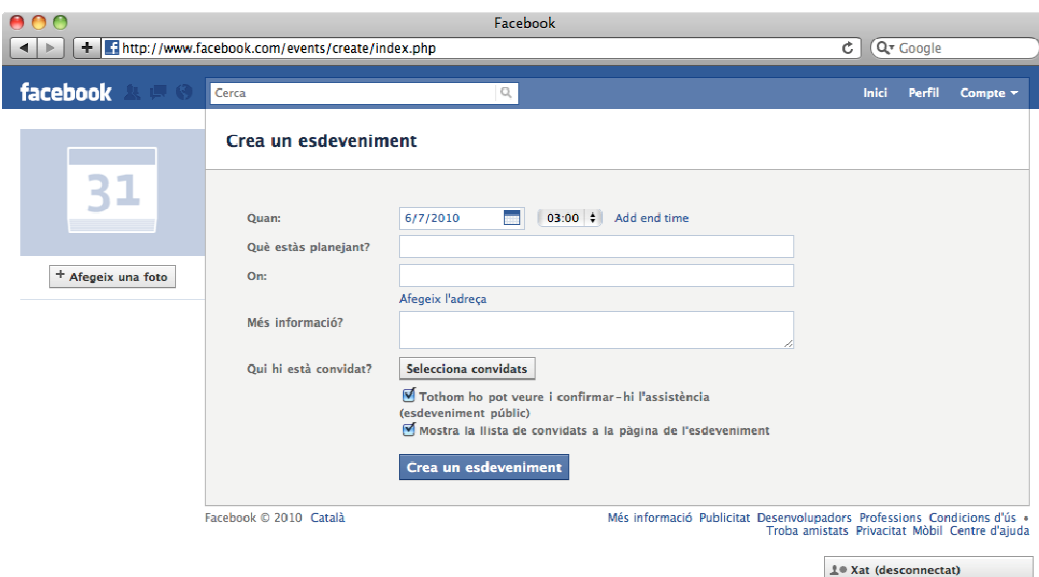 Facebook
http://www.facebook.com/events/create/index.php
Google
facebook
Cerca
Inici Perfil Compte
31
Crea un esdeveniment
Quan: 6/7/2010 03:00 Add end time
Què estàs planejant?
On:
+ Afegeix una foto
Afegeix l'adreça
Més informació?
Qui hi està convidat? Selecciona convidats
Tothom ho pot veure i confirmar-hi l'assistència
(esdeveniment públic)
Mostra la llista de convidats a la pàgina de l'esdeveniment
Crea un esdeveniment
Facebook © 2010 Català
Més informació Publicitat Desenvolupadors Professions Condicions d'ús •
Troba amistats Privacitat Mòbil Centre d'ajuda
Xat (desconnectat)